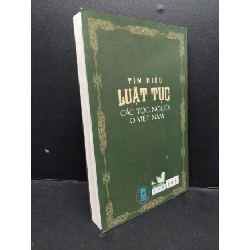 TÌM HIỂU
LUẬT TỤC
CÁC TỘC NGƯỜI
Ở VIỆT NAM